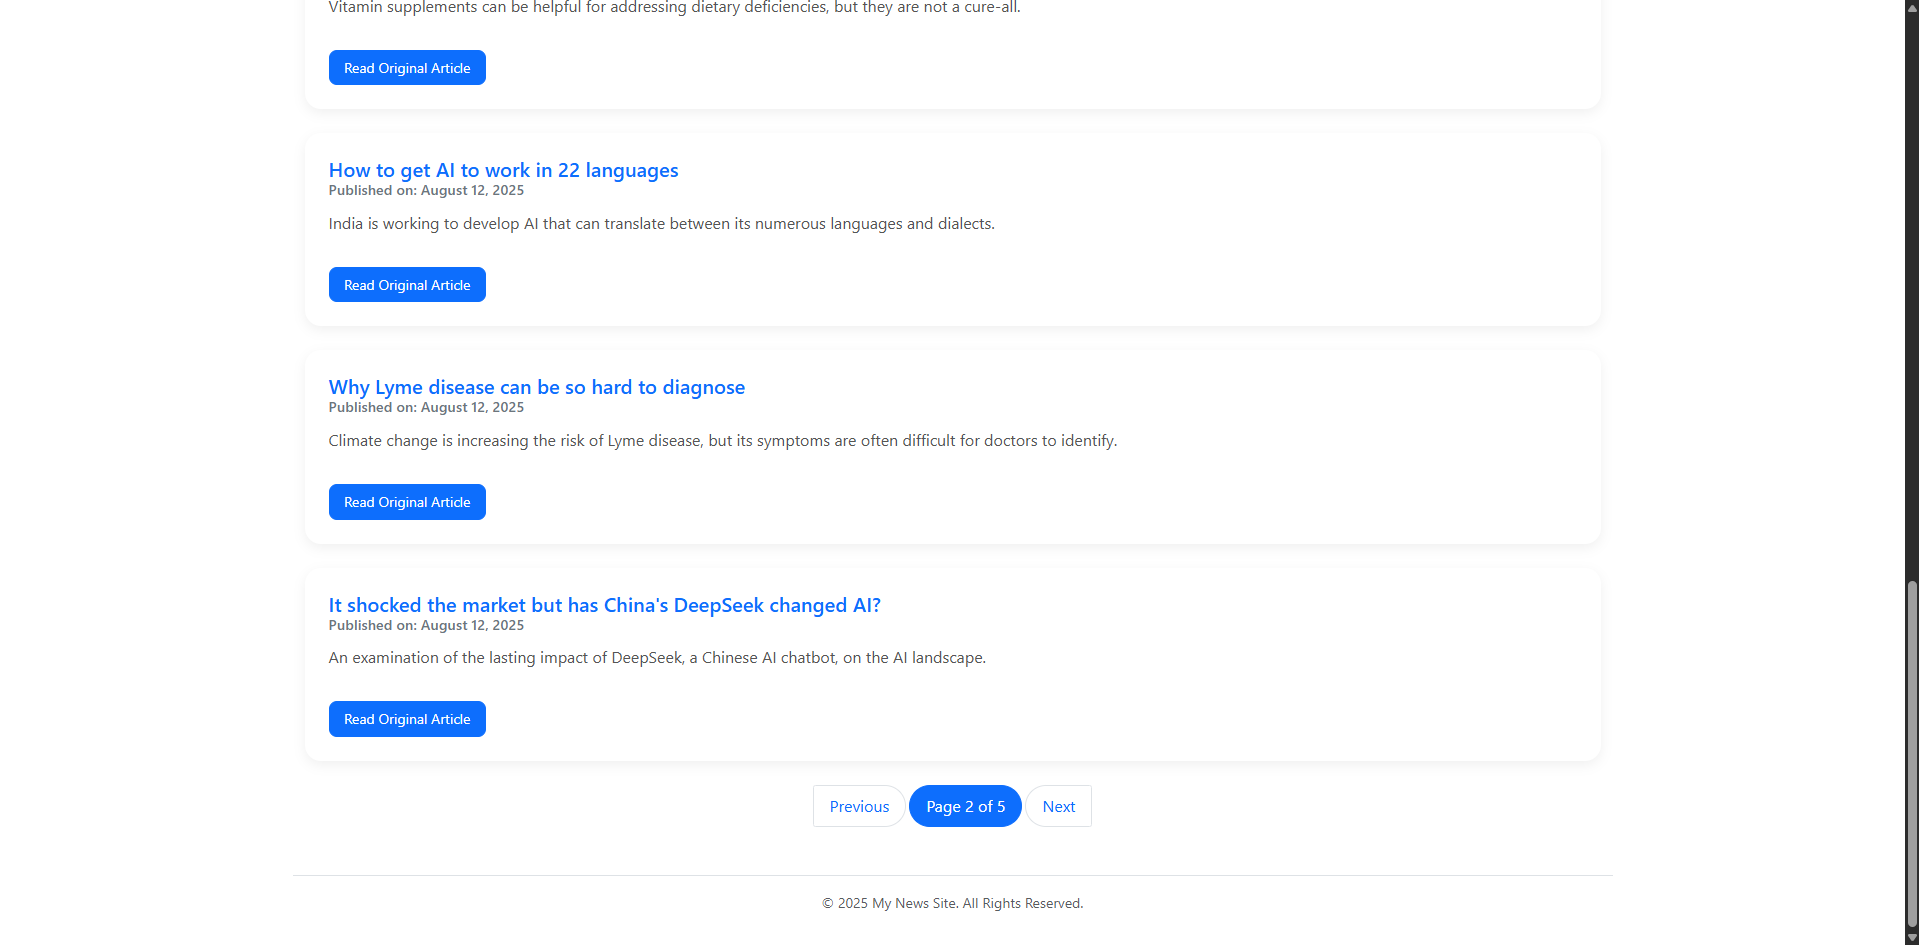 Vitamin supplements can be helpful for addressing dietary deficiencies, but they are not a cure-all.
Read Original Article
How to get AI to work in 22 languages
Published on: August 12, 2025
India is working to develop AI that can translate between its numerous languages and dialects.
Read Original Article
Why Lyme disease can be so hard to diagnose
Published on: August 12, 2025
Climate change is increasing the risk of Lyme disease, but its symptoms are often difficult for doctors to identify.
Read Original Article
It shocked the market but has China's DeepSeek changed AI?
Published on: August 12, 2025
An examination of the lasting impact of DeepSeek, a Chinese AI chatbot, on the AI landscape.
Read Original Article
Previous Page 2 of 5 Next
© 2025 My News Site. All Rights Reserved.